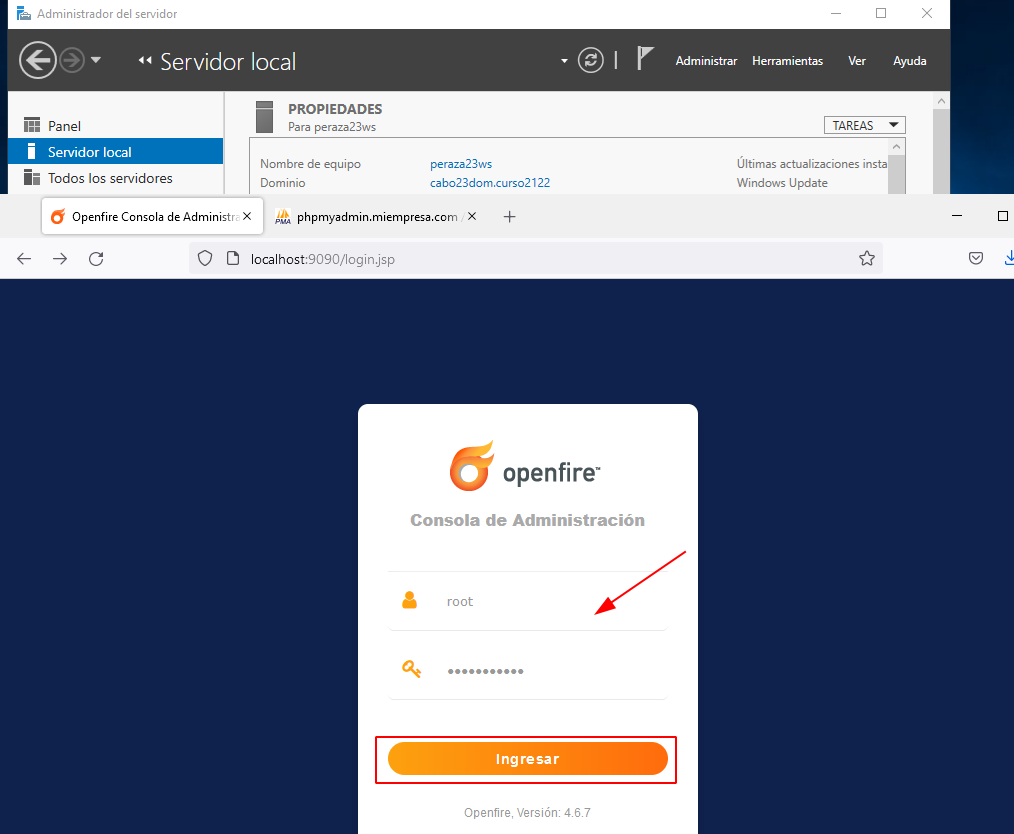 Administrador del servidor
Servidor local
Administrar Herramientas Ver Ayuda
Panel
Servidor local
Todos los servidores
PROPIEDADES
Para peraza23ws
TAREAS
Nombre de equipo peraza23ws Últimas actualizaciones insta
Dominio cabo23dom.curso2122 Windows Update
Openfire Consola de Administra
PMA phpmyadmin.miempresa.com /
localhost:9090/login.jsp
openfire™
Consola de Administración
root
•••••••••••
Ingresar
Openfire, Versión: 4.6.7